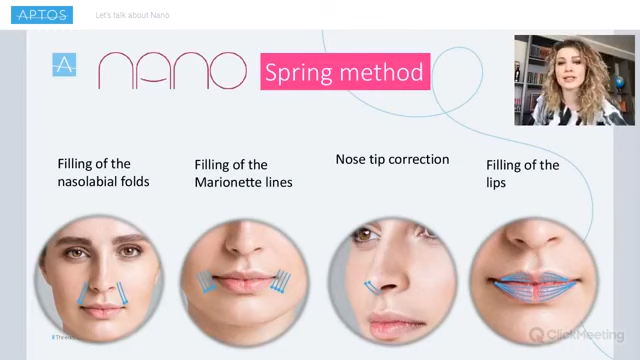 APTOS
Let's talk about Nano
A nano Spring method
Filling of the
nasolabial folds
Filling of the
Marionette lines
Nose tip correction
Filling of the
lips
ClickMeeting